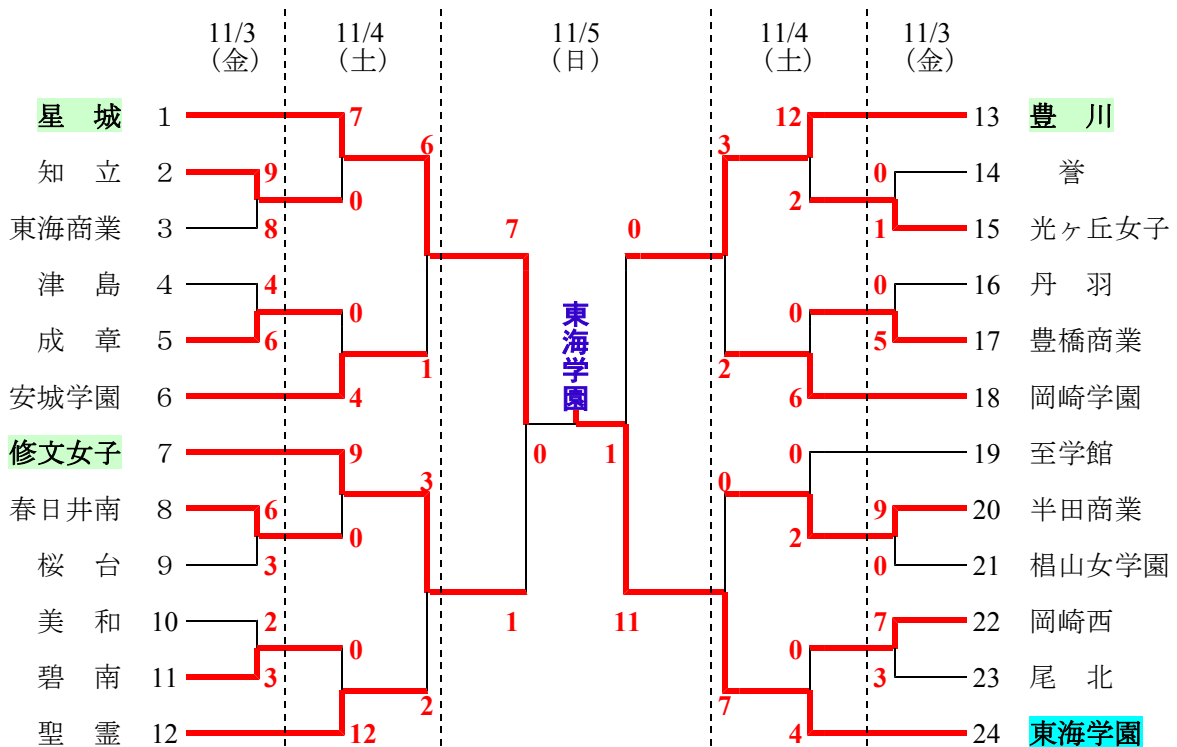 11/3 11/4 11/5 11/4 11/3
（金） （土） （日） （土） （金）
星　城 1 7 12 13 豊　川
6 3
知　立 2 9 0 14 誉
0 2
東海商業 3 8 1 15 光ヶ丘女子
7 0
津　島 4 4 0 16 丹　羽
0 0
成　章 5 6 5 17 豊橋商業
1 2
安城学園 6 4 6 18 岡崎学園
東海学園
修文女子 7 9 0 1 0 19 至学館
3 0
春日井南 8 6 9 20 半田商業
0 2
桜　台 9 3 0 21 椙山女学園
美　和 10 2 1 11 7 22 岡崎西
0 0
碧　南 11 3 3 23 尾　北
2 7
聖　霊 12 12 4 24 東海学園